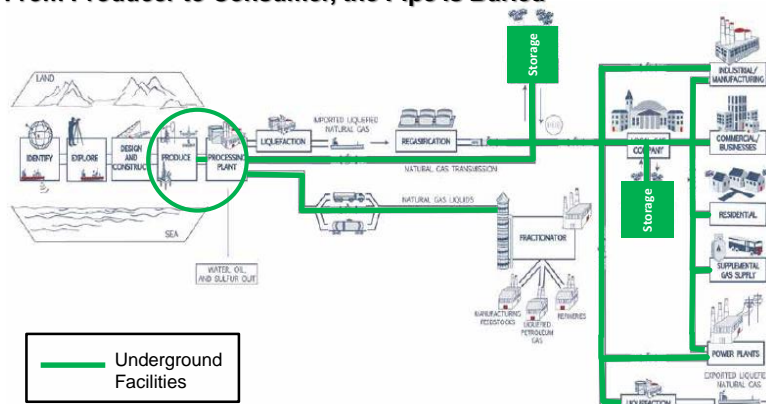 From Producer to Consumer, the Pipe is Buried
LAND
IDENTIFY
EXPLORE
DESIGN
AND
CONSTRUCT
PRODUCE
PROCESSING
PLANT
LIQUEFACTION
IMPORTED LIQUEFIED
NATURAL GAS
REGASIFICATION
NATURAL GAS TRANSMISSION
Storage
COMPANY
Storage
INDUSTRIAL/
MANUFACTURING
COMMERCIAL/
BUSINESSES
RESIDENTIAL
SUPPLEMENTAL
GAS SUPPLY
POWER PLANTS
EXPORTED LIQUEFIED
NATURAL GAS
LIQUEFACTION
NATURAL GAS LIQUIDS
FRACTIONATOR
MANUFACTURING
FEEDSTOCKS
LIQUEFIED
PETROLEUM
GAS
REFINERIES
SEA
WATER, OIL,
AND SULFUR OUT
Underground
Facilities